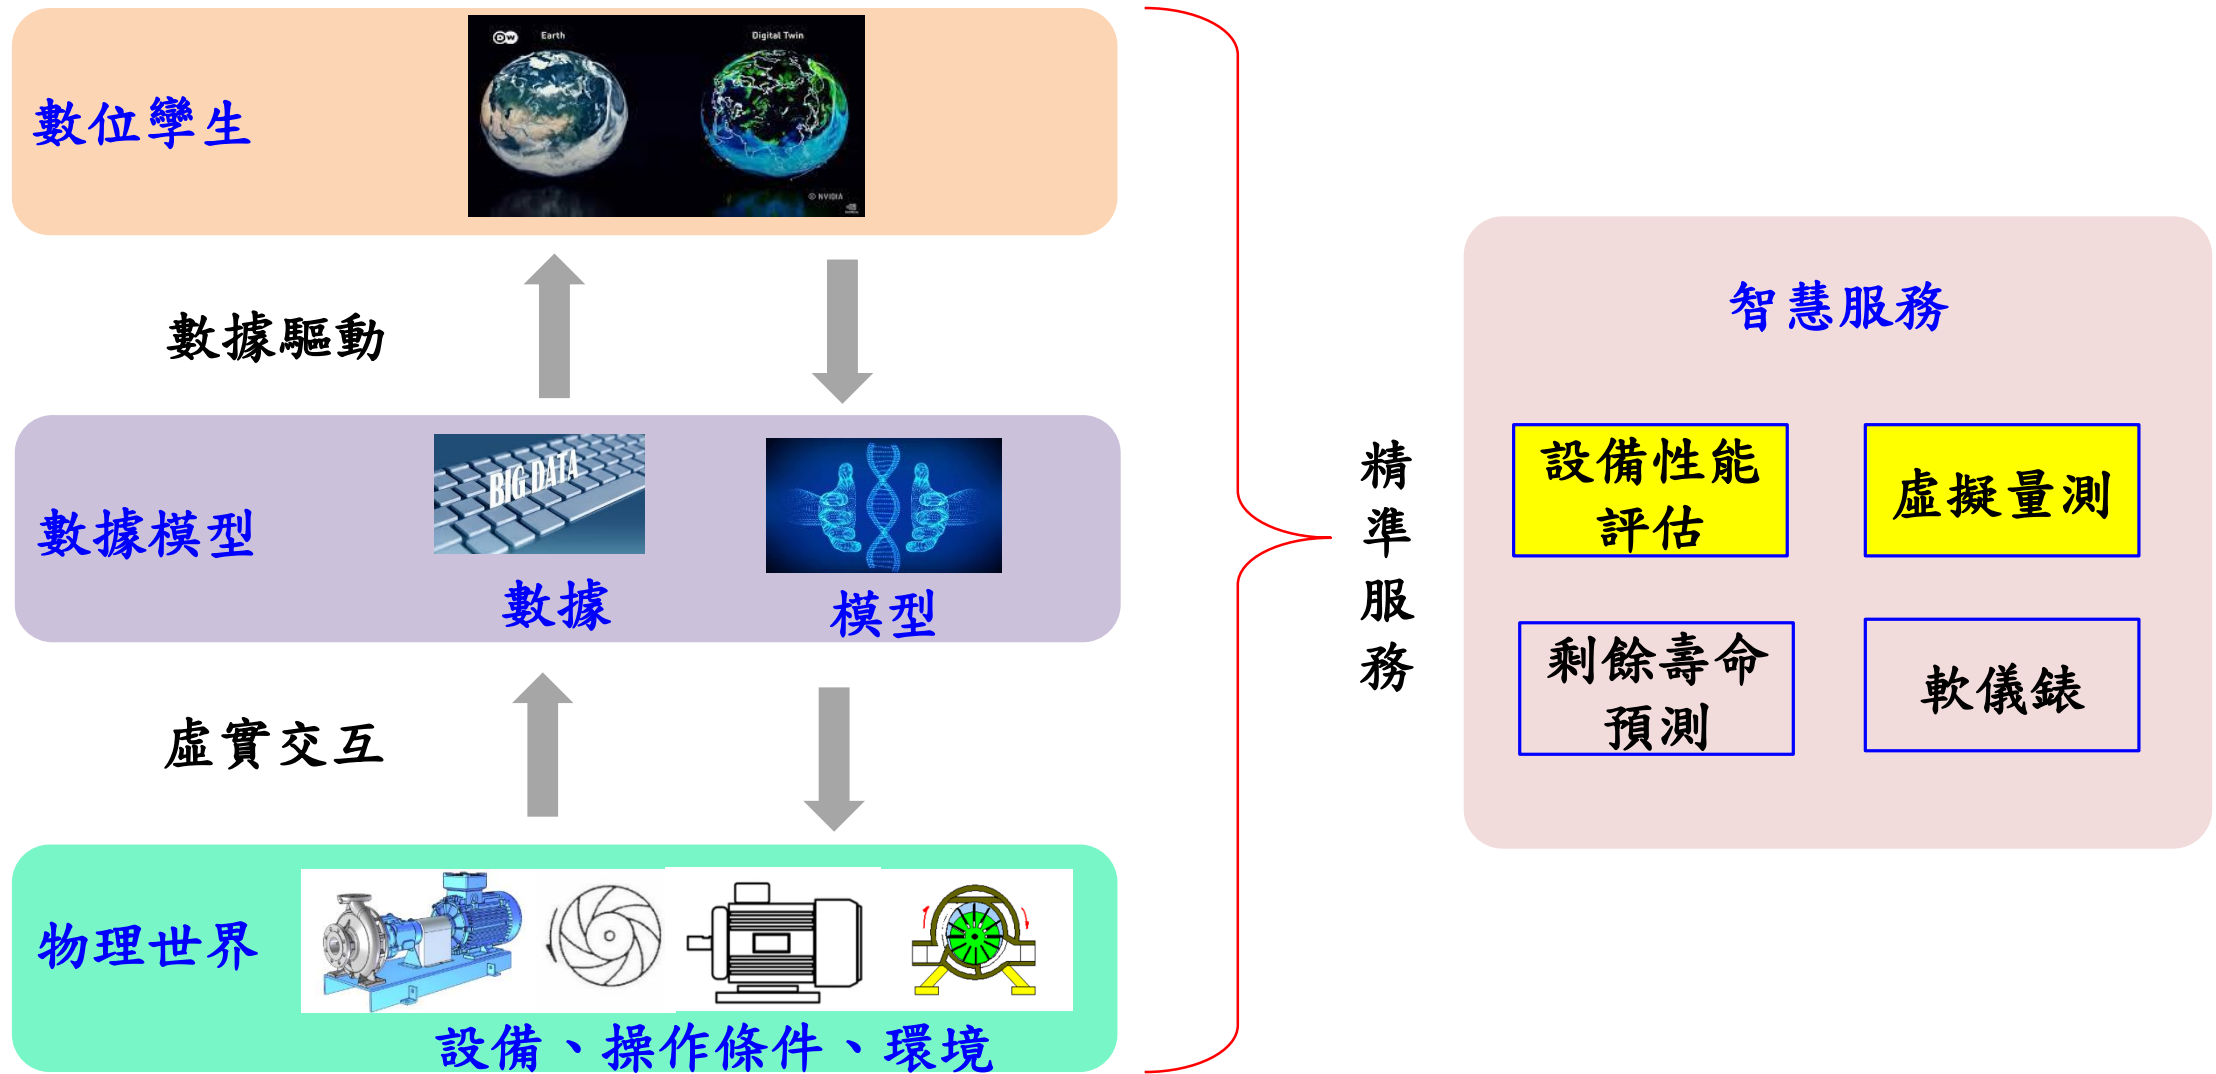 數位孿生
DW
Earth
Digital Twin
© NVIDIA
數據驅動
數據模型
BIG DATA
數據
模型
虛實交互
物理世界
設備、操作條件、環境
精
準
服
務
智慧服務
設備性能
評估
虛擬量測
剩餘壽命
預測
軟儀錶